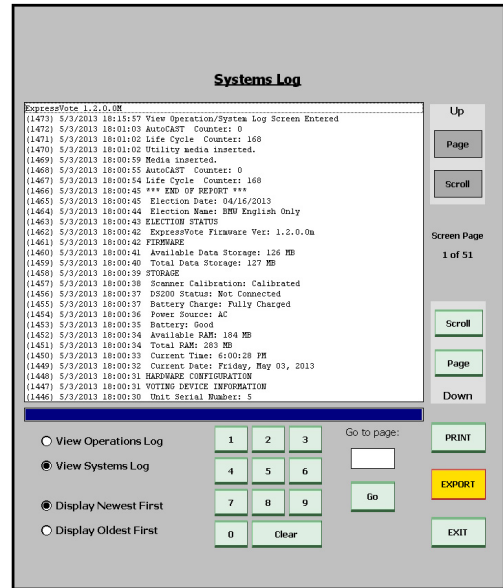 Systems Log
ExpressVote 1.2.0.0M
(1473) 5/3/2013 18:15:57 View Operation/System Log Screen Entered
(1472) 5/3/2013 18:01:03 AutoCAST  Counter: 0
(1471) 5/3/2013 18:01:02 Life Cycle  Counter: 168
(1470) 5/3/2013 18:01:02 Utility media inserted.
(1469) 5/3/2013 18:00:59 Media inserted.
(1468) 5/3/2013 18:00:55 AutoCAST  Counter: 0
(1467) 5/3/2013 18:00:54 Life Cycle  Counter: 168
(1466) 5/3/2013 18:00:45 *** END OF REPORT ***
(1465) 5/3/2013 18:00:45  Election Date: 04/16/2013
(1464) 5/3/2013 18:00:44  Election Name: BMW English Only
(1463) 5/3/2013 18:00:43 ELECTION STATUS
(1462) 5/3/2013 18:00:42  ExpressVote Firmware Ver: 1.2.0.0m
(1461) 5/3/2013 18:00:42 FIRMWARE
(1460) 5/3/2013 18:00:41  Available Data Storage: 126 MB
(1459) 5/3/2013 18:00:40  Total Data Storage: 127 MB
(1458) 5/3/2013 18:00:39 STORAGE
(1457) 5/3/2013 18:00:38  Scanner Calibration: Calibrated
(1456) 5/3/2013 18:00:37  DS200 Status: Not Connected
(1455) 5/3/2013 18:00:37  Battery Charge: Fully Charged
(1454) 5/3/2013 18:00:36  Power Source: AC
(1453) 5/3/2013 18:00:35  Battery: Good
(1452) 5/3/2013 18:00:34  Available RAM: 184 MB
(1451) 5/3/2013 18:00:34  Total RAM: 283 MB
(1450) 5/3/2013 18:00:33  Current Time: 6:00:28 PM
(1449) 5/3/2013 18:00:32  Current Date: Friday, May 03, 2013
(1448) 5/3/2013 18:00:31 HARDWARE CONFIGURATION
(1447) 5/3/2013 18:00:31 VOTING DEVICE INFORMATION
(1446) 5/3/2013 18:00:30  Unit Serial Number: 5
Up
Page
Scroll
Screen Page
1 of 51
Scroll
Page
Down
View Operations Log
View Systems Log
Display Newest First
Display Oldest First
1 2 3
4 5 6
7 8 9
0 Clear
Go to page:
Go
PRINT
EXPORT
EXIT